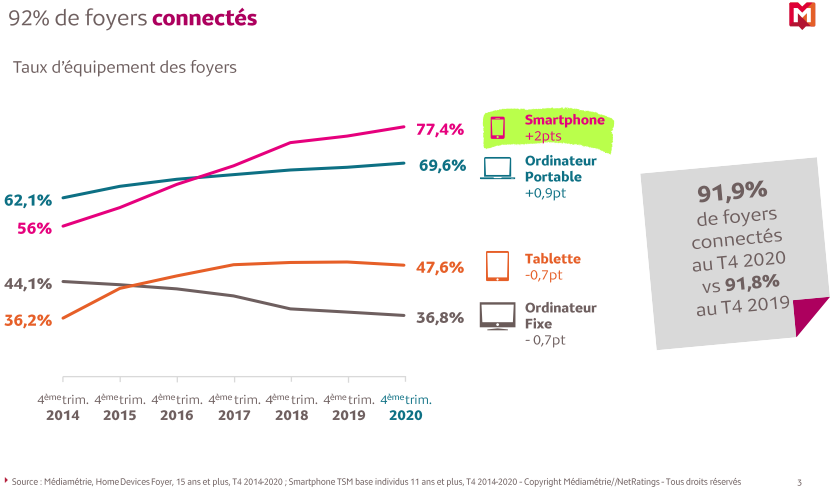 92% de foyers connectés
M
Taux d'équipement des foyers
77,4%
Smartphone
+2pts
69,6%
Ordinateur
Portable
+0,9pt
62,1%
56%
91,9%
de foyers
connectés
au T4 2020
vs 91,8%
au T4 2019
47,6%
Tablette
-0,7pt
44,1%
36,2%
36,8%
Ordinateur
Fixe
- 0,7pt
4ème trim. 4ème trim. 4ème trim. 4ème trim. 4ème trim. 4ème trim. 4ème trim.
2014 2015 2016 2017 2018 2019 2020
Source : Médiamétrie, Home Devices Foyer, 15 ans et plus, T4 2014-2020 ; Smartphone TSM base individus 11 ans et plus, T4 2014-2020 - Copyright Médiamétrie//NetRatings - Tous droits réservés
3